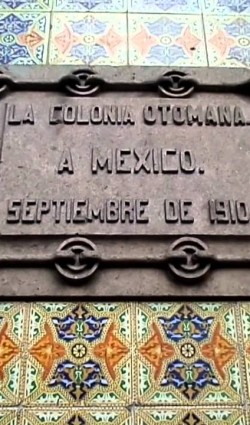 LA COLONIA OTOMANA.
A MEXICO.
SEPTIEMBRE DE 1910